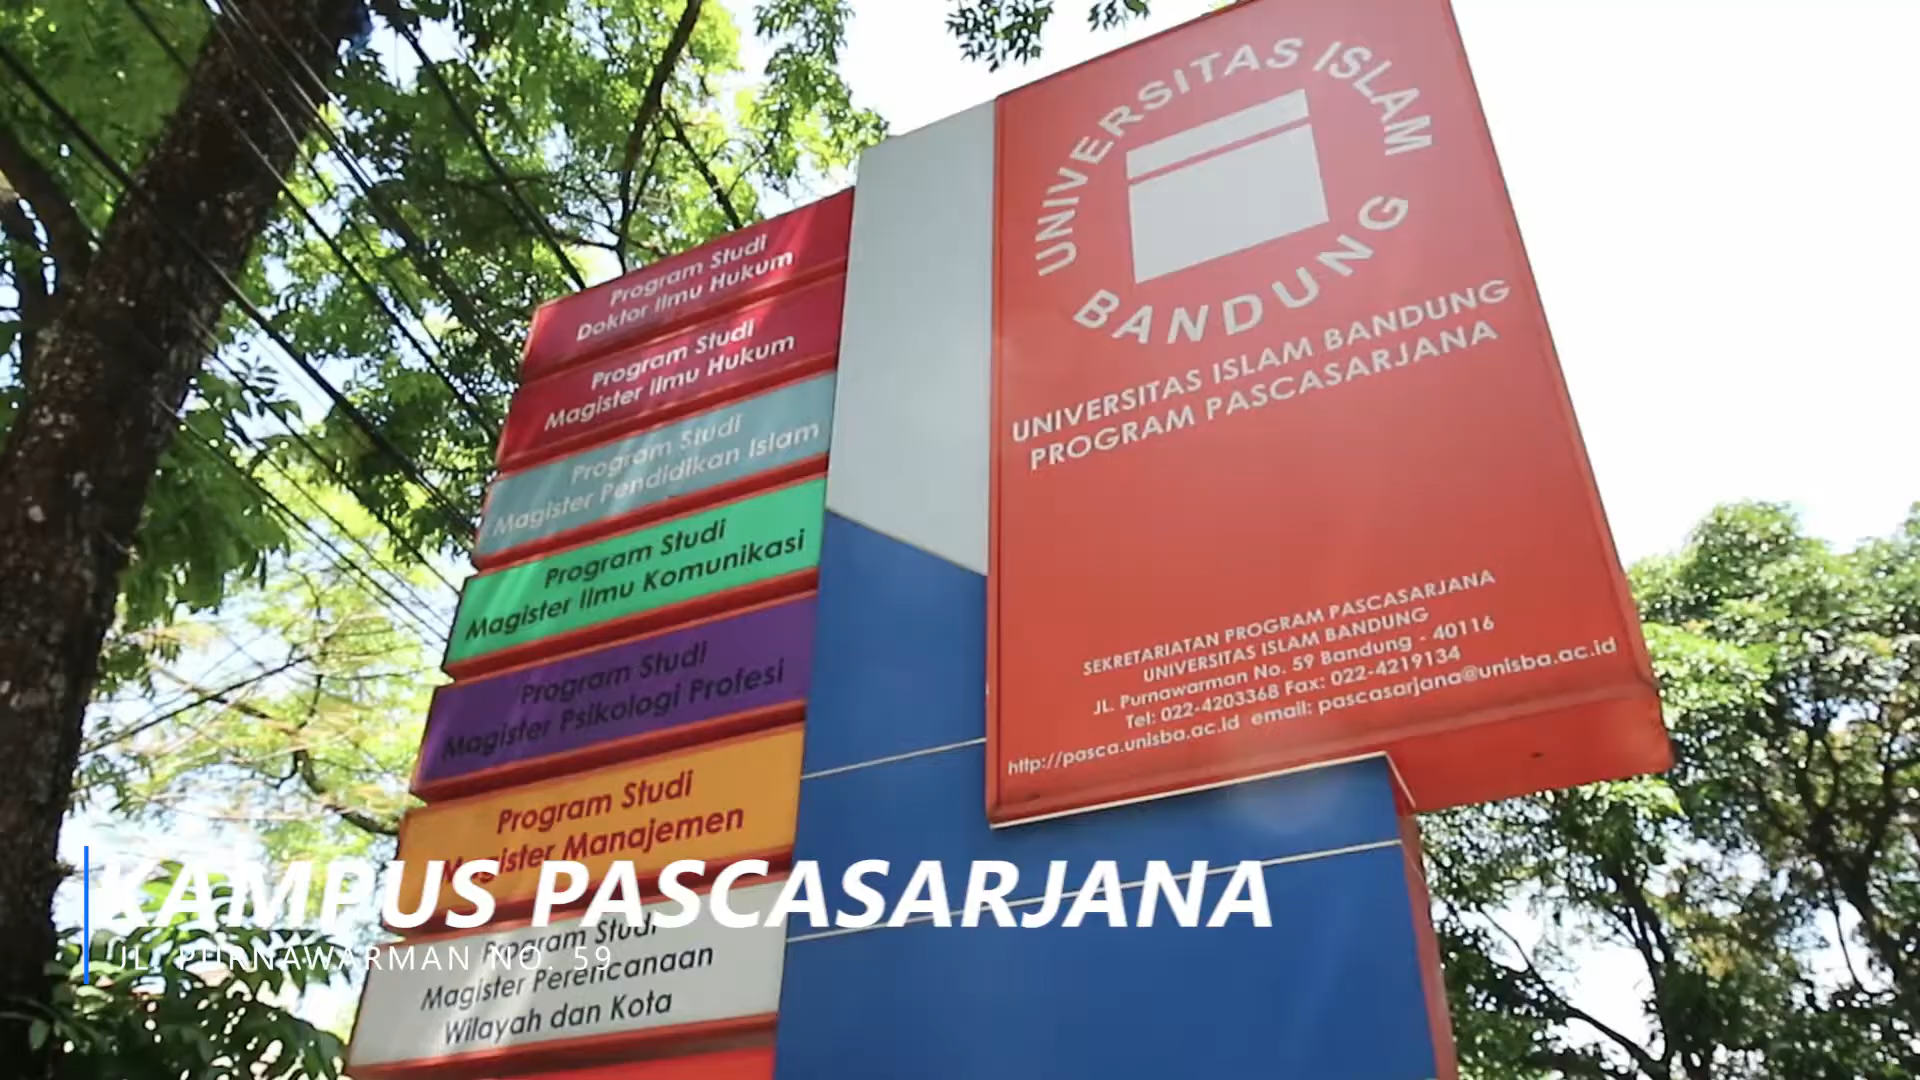 UNIVERSITAS ISLAM
BANDUNG
UNIVERSITAS ISLAM BANDUNG
PROGRAM PASCASARJANA
SEKRETARIATAN PROGRAM PASCASARJANA
UNIVERSITAS ISLAM BANDUNG
JL. Purnawarman No. 59 Bandung - 40116
Tel: 022-4203368 Fax: 022-4219134
http://pasca.unisba.ac.id email: pascasarjana@unisba.ac.id
Program Studi
Doktor Ilmu Hukum
Program Studi
Magister Ilmu Hukum
Program Studi
Magister Pendidikan Islam
Program Studi
Magister Ilmu Komunikasi
Program Studi
Magister Psikologi Profesi
Program Studi
Magister Manajemen
Program Studi
Magister Perencanaan
Wilayah dan Kota
KAMPUS PASCASARJANA
JL. PURNAWARMAN NO. 59